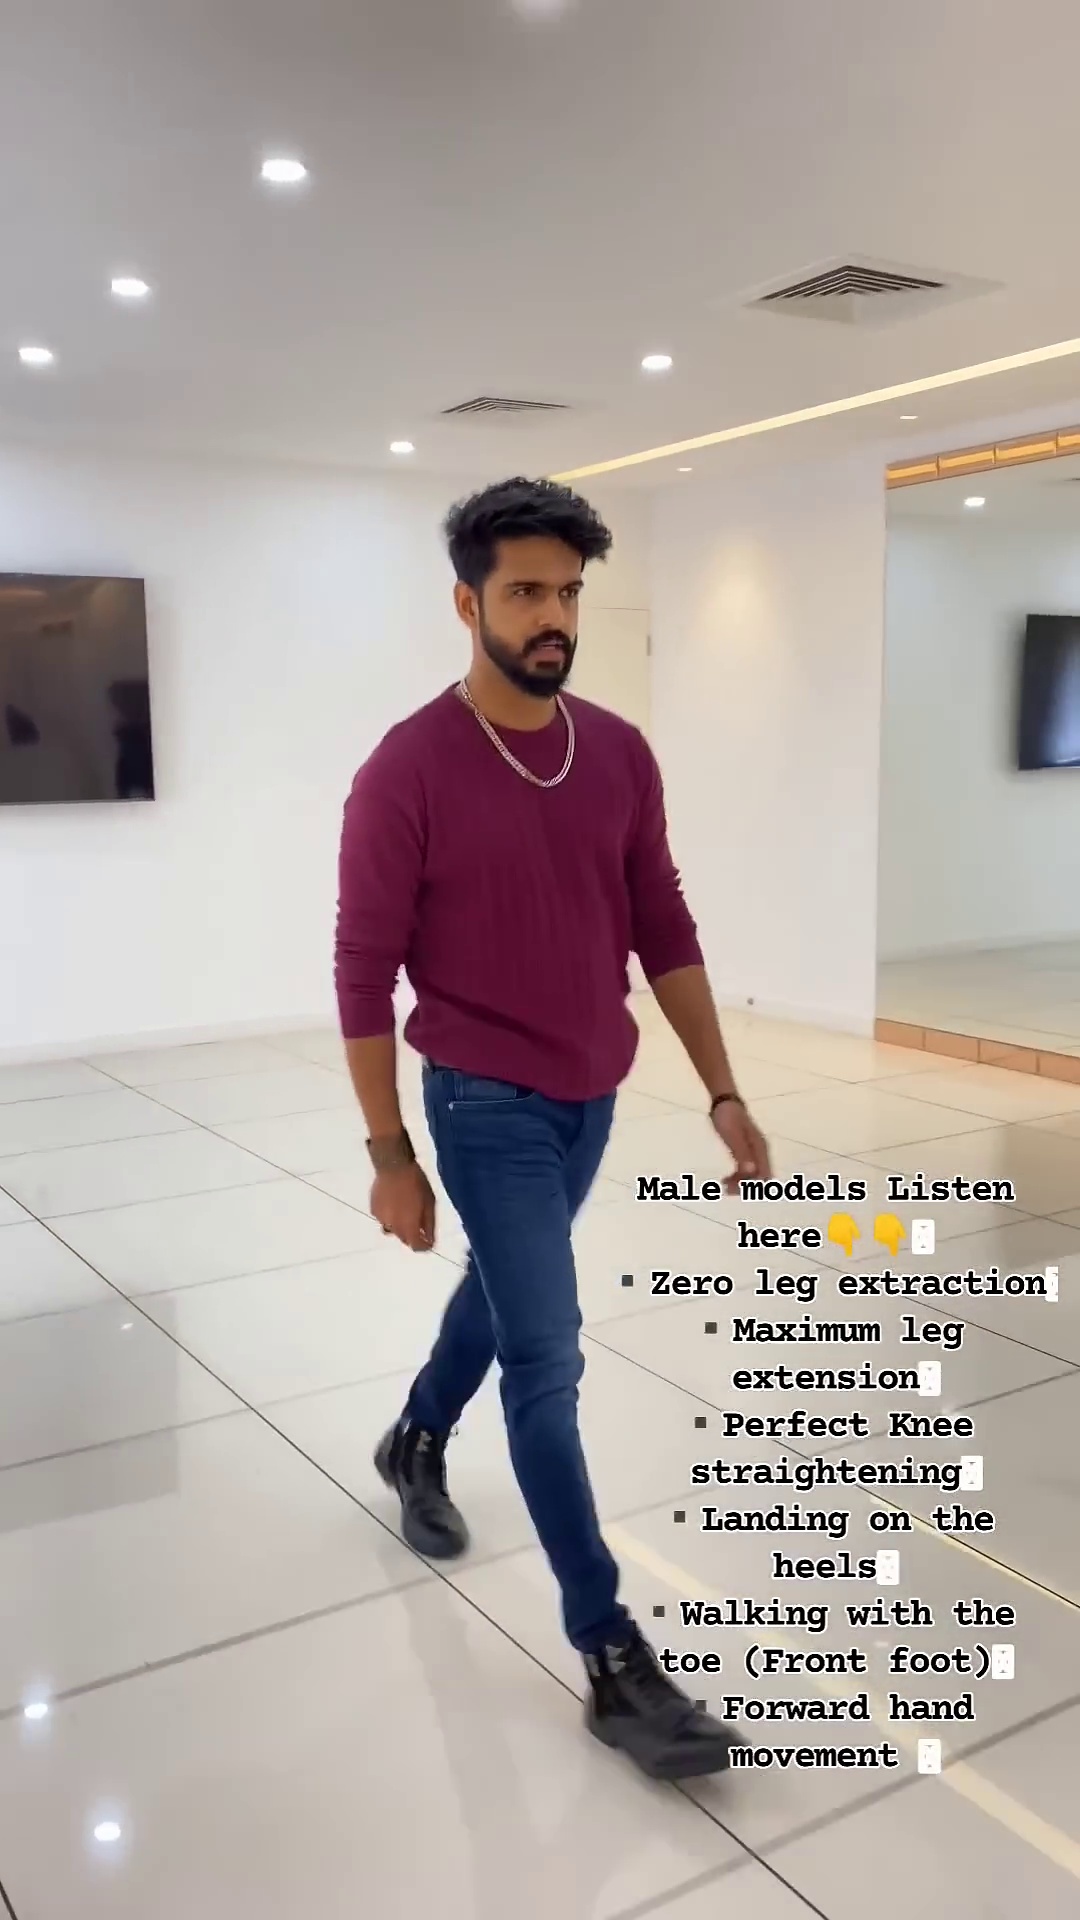 Male models Listen
here👇👇
▪ Zero leg extraction
▪ Maximum leg
extension
▪ Perfect Knee
straightening
▪ Landing on the
heels
▪ Walking with the
toe (Front foot)
▪ Forward hand
movement